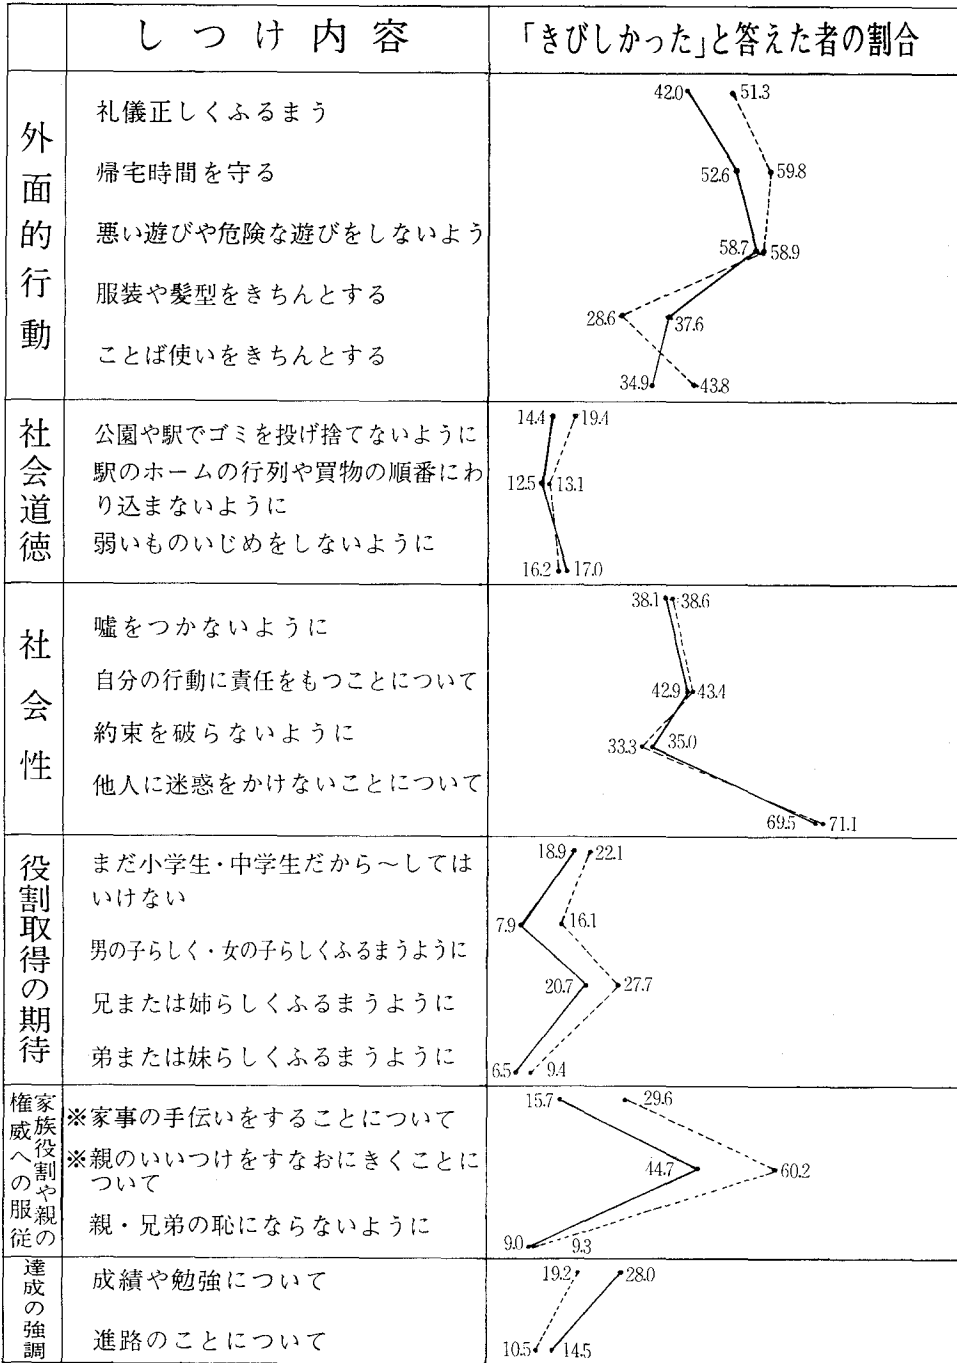 しつけ内容
「きびしかった」と答えた者の割合
外面的行動
礼儀正しくふるまう
42.0 51.3
帰宅時間を守る
52.6 59.8
悪い遊びや危険な遊びをしないよう
58.7 58.9
服装や髪型をきちんとする
28.6 37.6
ことば使いをきちんとする
34.9 43.8
社会道徳
公園や駅でゴミを投げ捨てないように
14.4 19.4
駅のホームの行列や買物の順番にわ
り込まないように
12.5 13.1
弱いものいじめをしないように
16.2 17.0
社会性
嘘をつかないように
38.1 38.6
自分の行動に責任をもつことについて
42.9 43.4
約束を破らないように
33.3 35.0
他人に迷惑をかけないことについて
69.5 71.1
役割取得の期待
まだ小学生・中学生だから～しては
いけない
18.9 22.1
男の子らしく・女の子らしくふるまうように
7.9 16.1
兄または姉らしくふるまうように
20.7 27.7
弟または妹らしくふるまうように
6.5 9.4
家族役割や親の
権威への服従
※家事の手伝いをすることについて
15.7 29.6
※親のいいつけをすなおにきくことに
ついて
44.7 60.2
親・兄弟の恥にならないように
9.0 9.3
達成の強調
成績や勉強について
19.2 28.0
進路のことについて
10.5 14.5